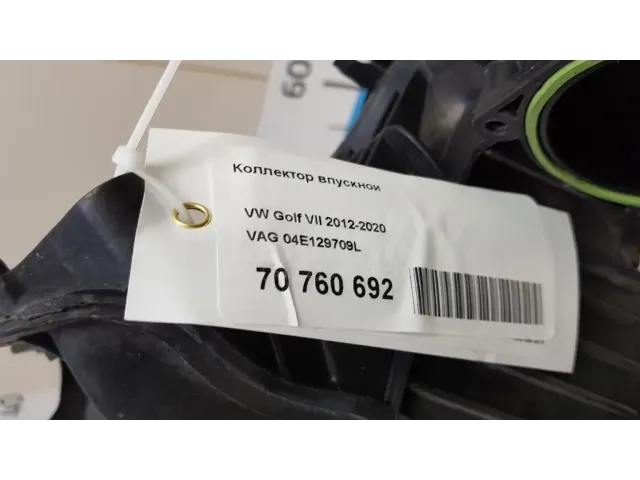 Коллектор впускной
VW Golf VII 2012-2020
VAG 04E129709L
70 760 692